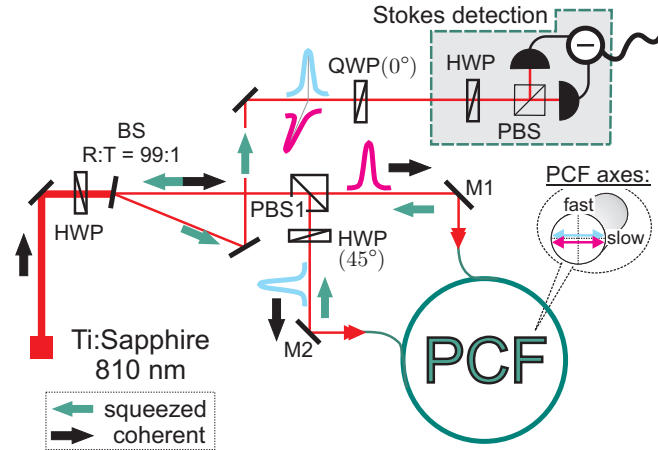 Stokes detection
QWP(0°)
HWP
PBS
BS
R:T = 99:1
HWP
PBS1
M1
HWP
(45°)
M2
PCF axes:
fast
slow
PCF
Ti:Sapphire
810 nm
squeezed
coherent